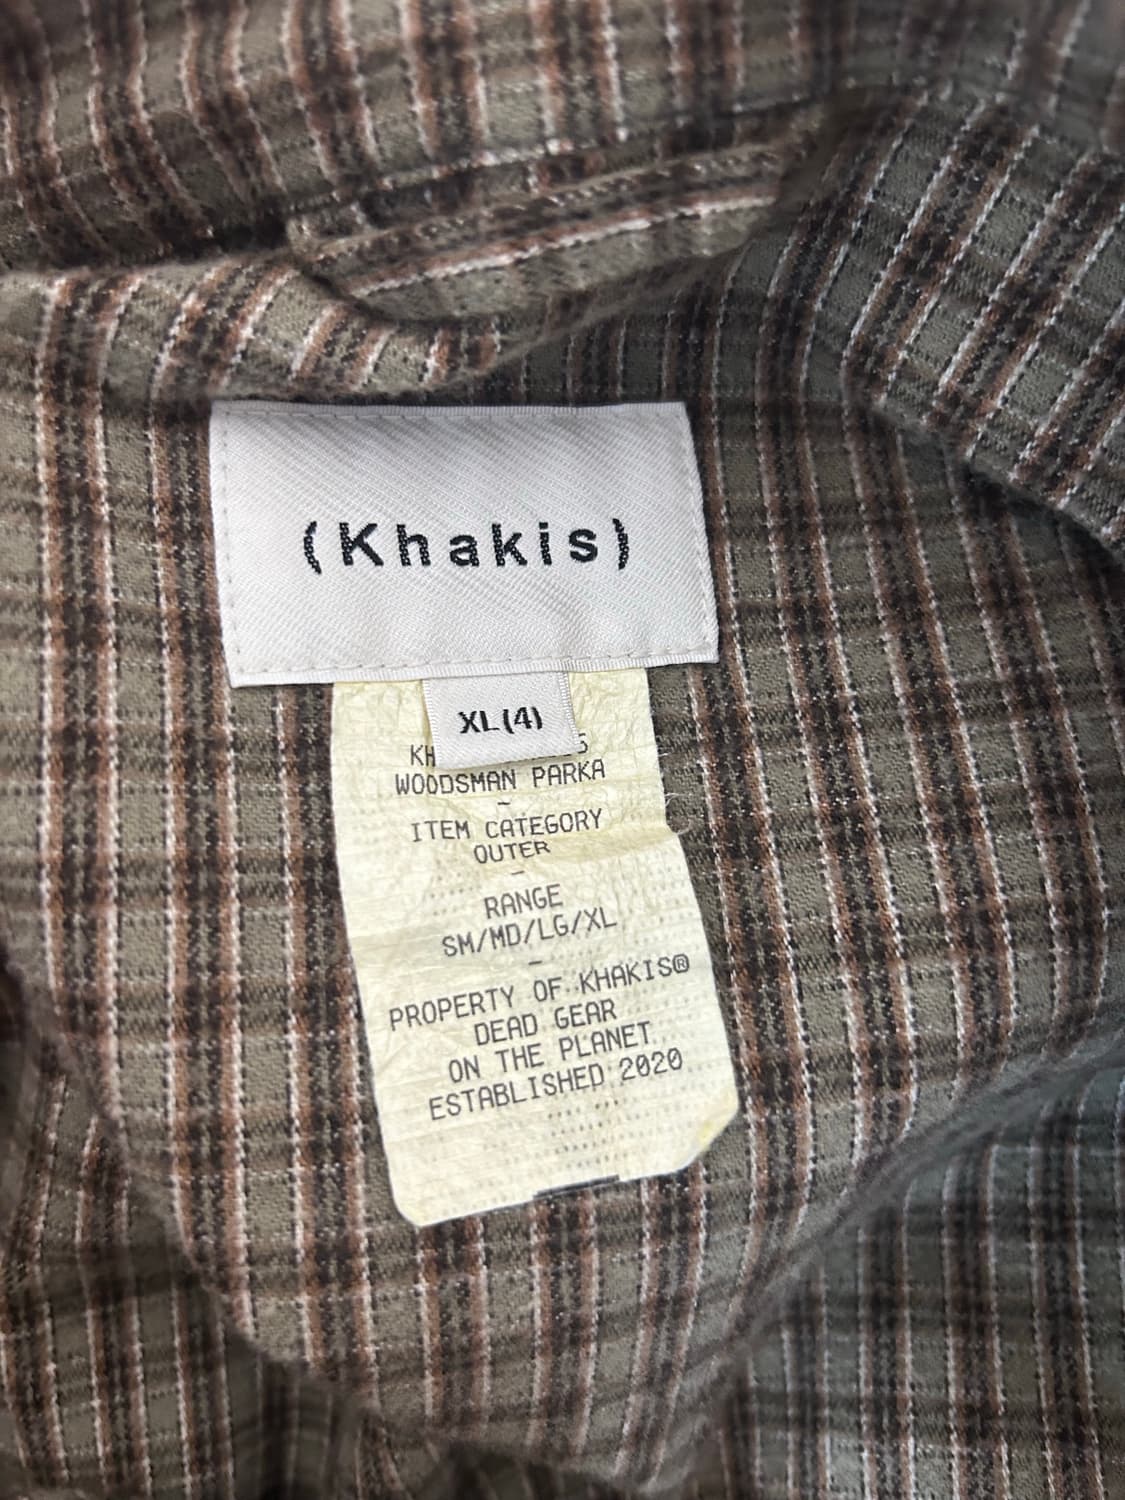 (Khakis)
XL(4)
WOODSMAN PARKA
-
ITEM CATEGORY
OUTER
-
RANGE
SM/MD/LG/XL
-
PROPERTY OF KHAKIS®
DEAD GEAR
ON THE PLANET
ESTABLISHED 2020